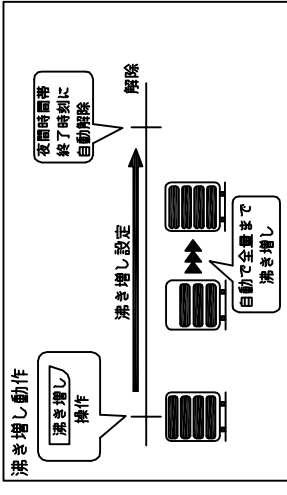 沸き増し動作
沸き増し
操作
沸き増し設定
夜間時間帯
終了時刻に
自動解除
解除
自動で全量まで
沸き増し